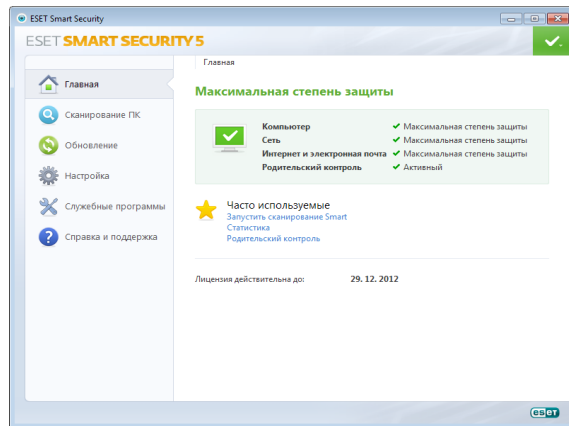 ESET Smart Security
ESET SMART SECURITY 5
Главная
Сканирование ПК
Обновление
Настройка
Служебные программы
Справка и поддержка
Главная
Максимальная степень защиты
Компьютер ✔ Максимальная степень защиты
Сеть ✔ Максимальная степень защиты
Интернет и электронная почта ✔ Максимальная степень защиты
Родительский контроль ✔ Активный
Часто используемые
Запустить сканирование Smart
Статистика
Родительский контроль
Лицензия действительна до: 29. 12. 2012
eset